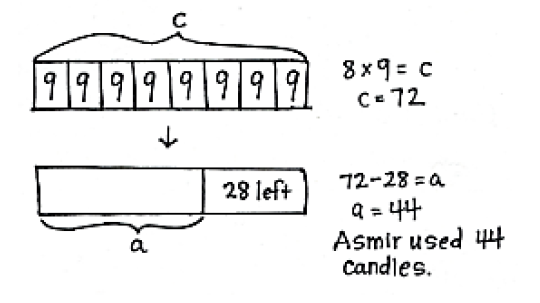 C
9 9 9 9 9 9 9 9
8 × 9 = c
c = 72
28 left
a
72 - 28 = a
a = 44
Asmir used 44
candles.